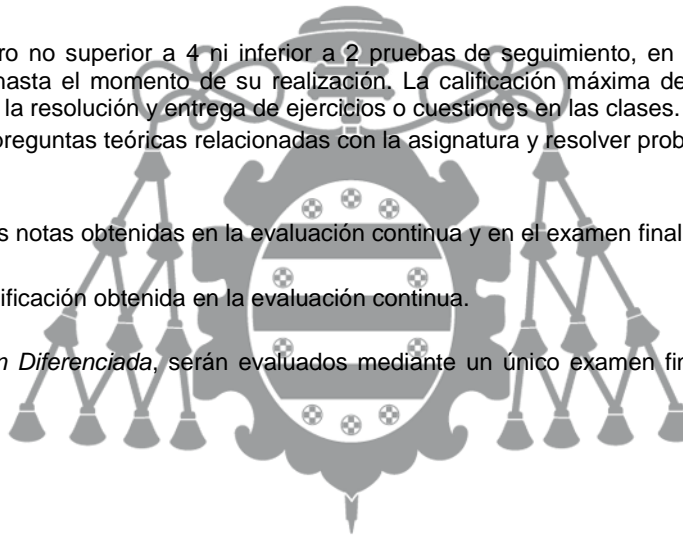 ro no superior a 4 ni inferior a 2 pruebas de seguimiento, en
hasta el momento de su realización. La calificación máxima de
la resolución y entrega de ejercicios o cuestiones en las clases.
preguntas teóricas relacionadas con la asignatura y resolver prob
s notas obtenidas en la evaluación continua y en el examen final
ificación obtenida en la evaluación continua.
n Diferenciada, serán evaluados mediante un único examen fin